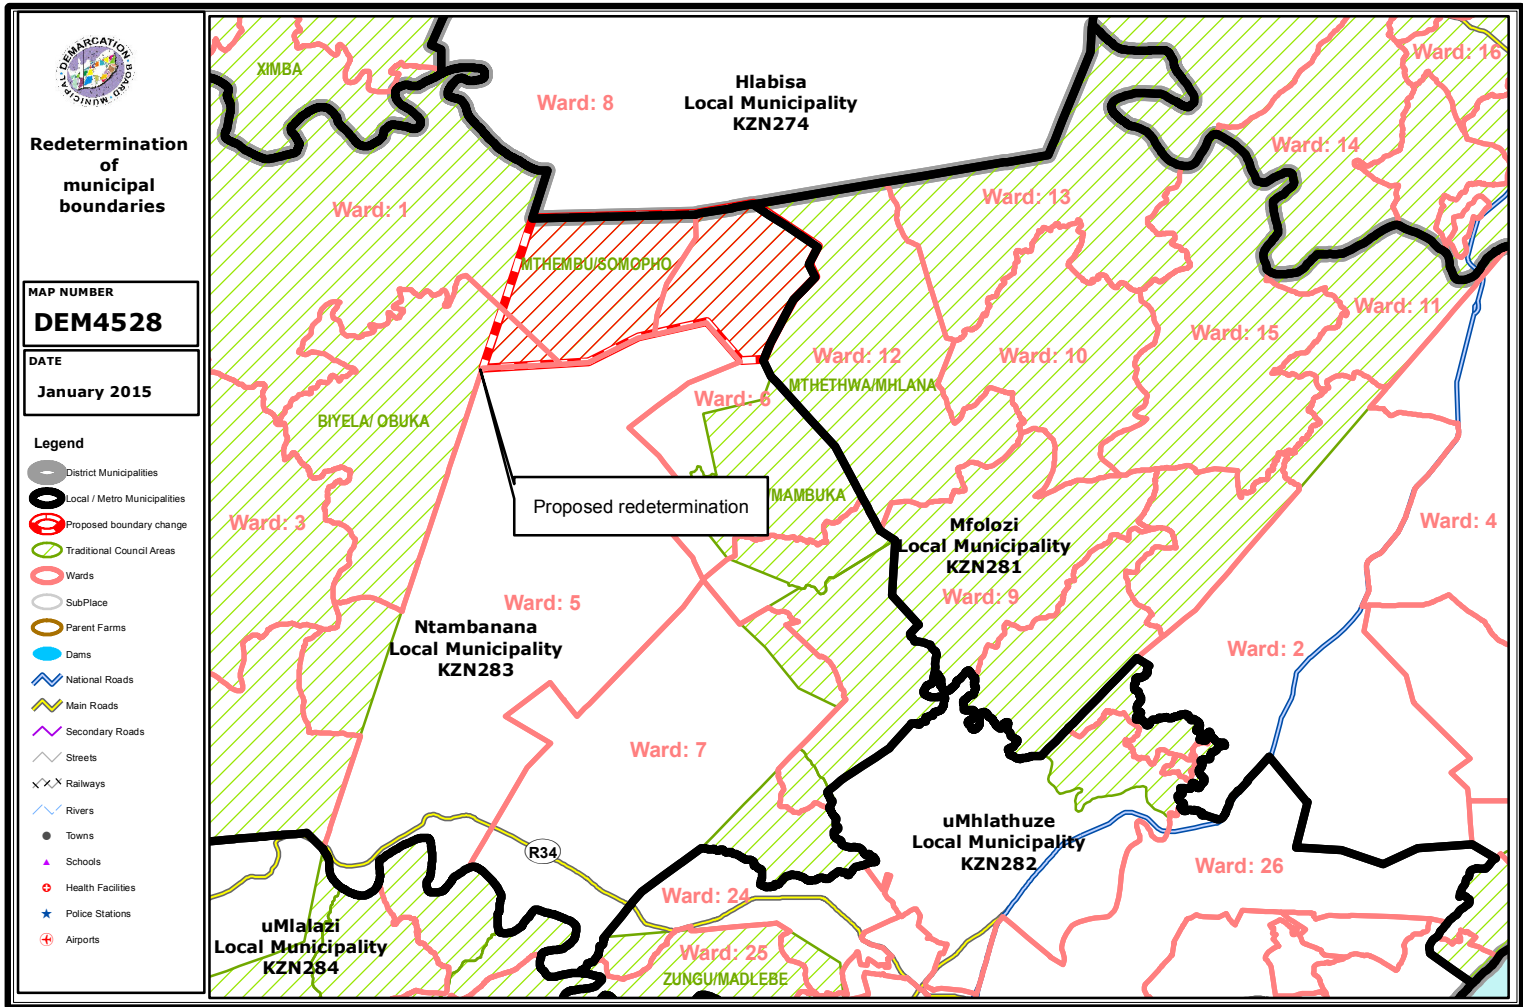 MUNICIPAL DEMARCATION BOARD
Redetermination
of
municipal
boundaries
MAP NUMBER
DEM4528
DATE
January 2015
Legend
District Municipalities
Local / Metro Municipalities
Proposed boundary change
Traditional Council Areas
Wards
SubPlace
Parent Farms
Dams
National Roads
Main Roads
Secondary Roads
Streets
Railways
Rivers
Towns
Schools
Health Facilities
Police Stations
Airports
XIMBA
Ward: 8
Hlabisa
Local Municipality
KZN274
Ward: 16
Ward: 14
Ward: 1
Ward: 13
MTHEMBU/SOMOPHO
Ward: 11
Ward: 15
Ward: 12
Ward: 10
MTHETHWA/MHLANA
Ward: 6
BIYELA/ OBUKA
/MAMBUKA
Proposed redetermination
Ward: 3
Ward: 4
Mfolozi
Local Municipality
KZN281
Ward: 9
Ward: 5
Ntambanana
Local Municipality
KZN283
Ward: 2
Ward: 7
R34
uMhlathuze
Local Municipality
KZN282
Ward: 26
Ward: 24
uMlalazi
Local Municipality
KZN284
Ward: 25
ZUNGU/MADLEBE